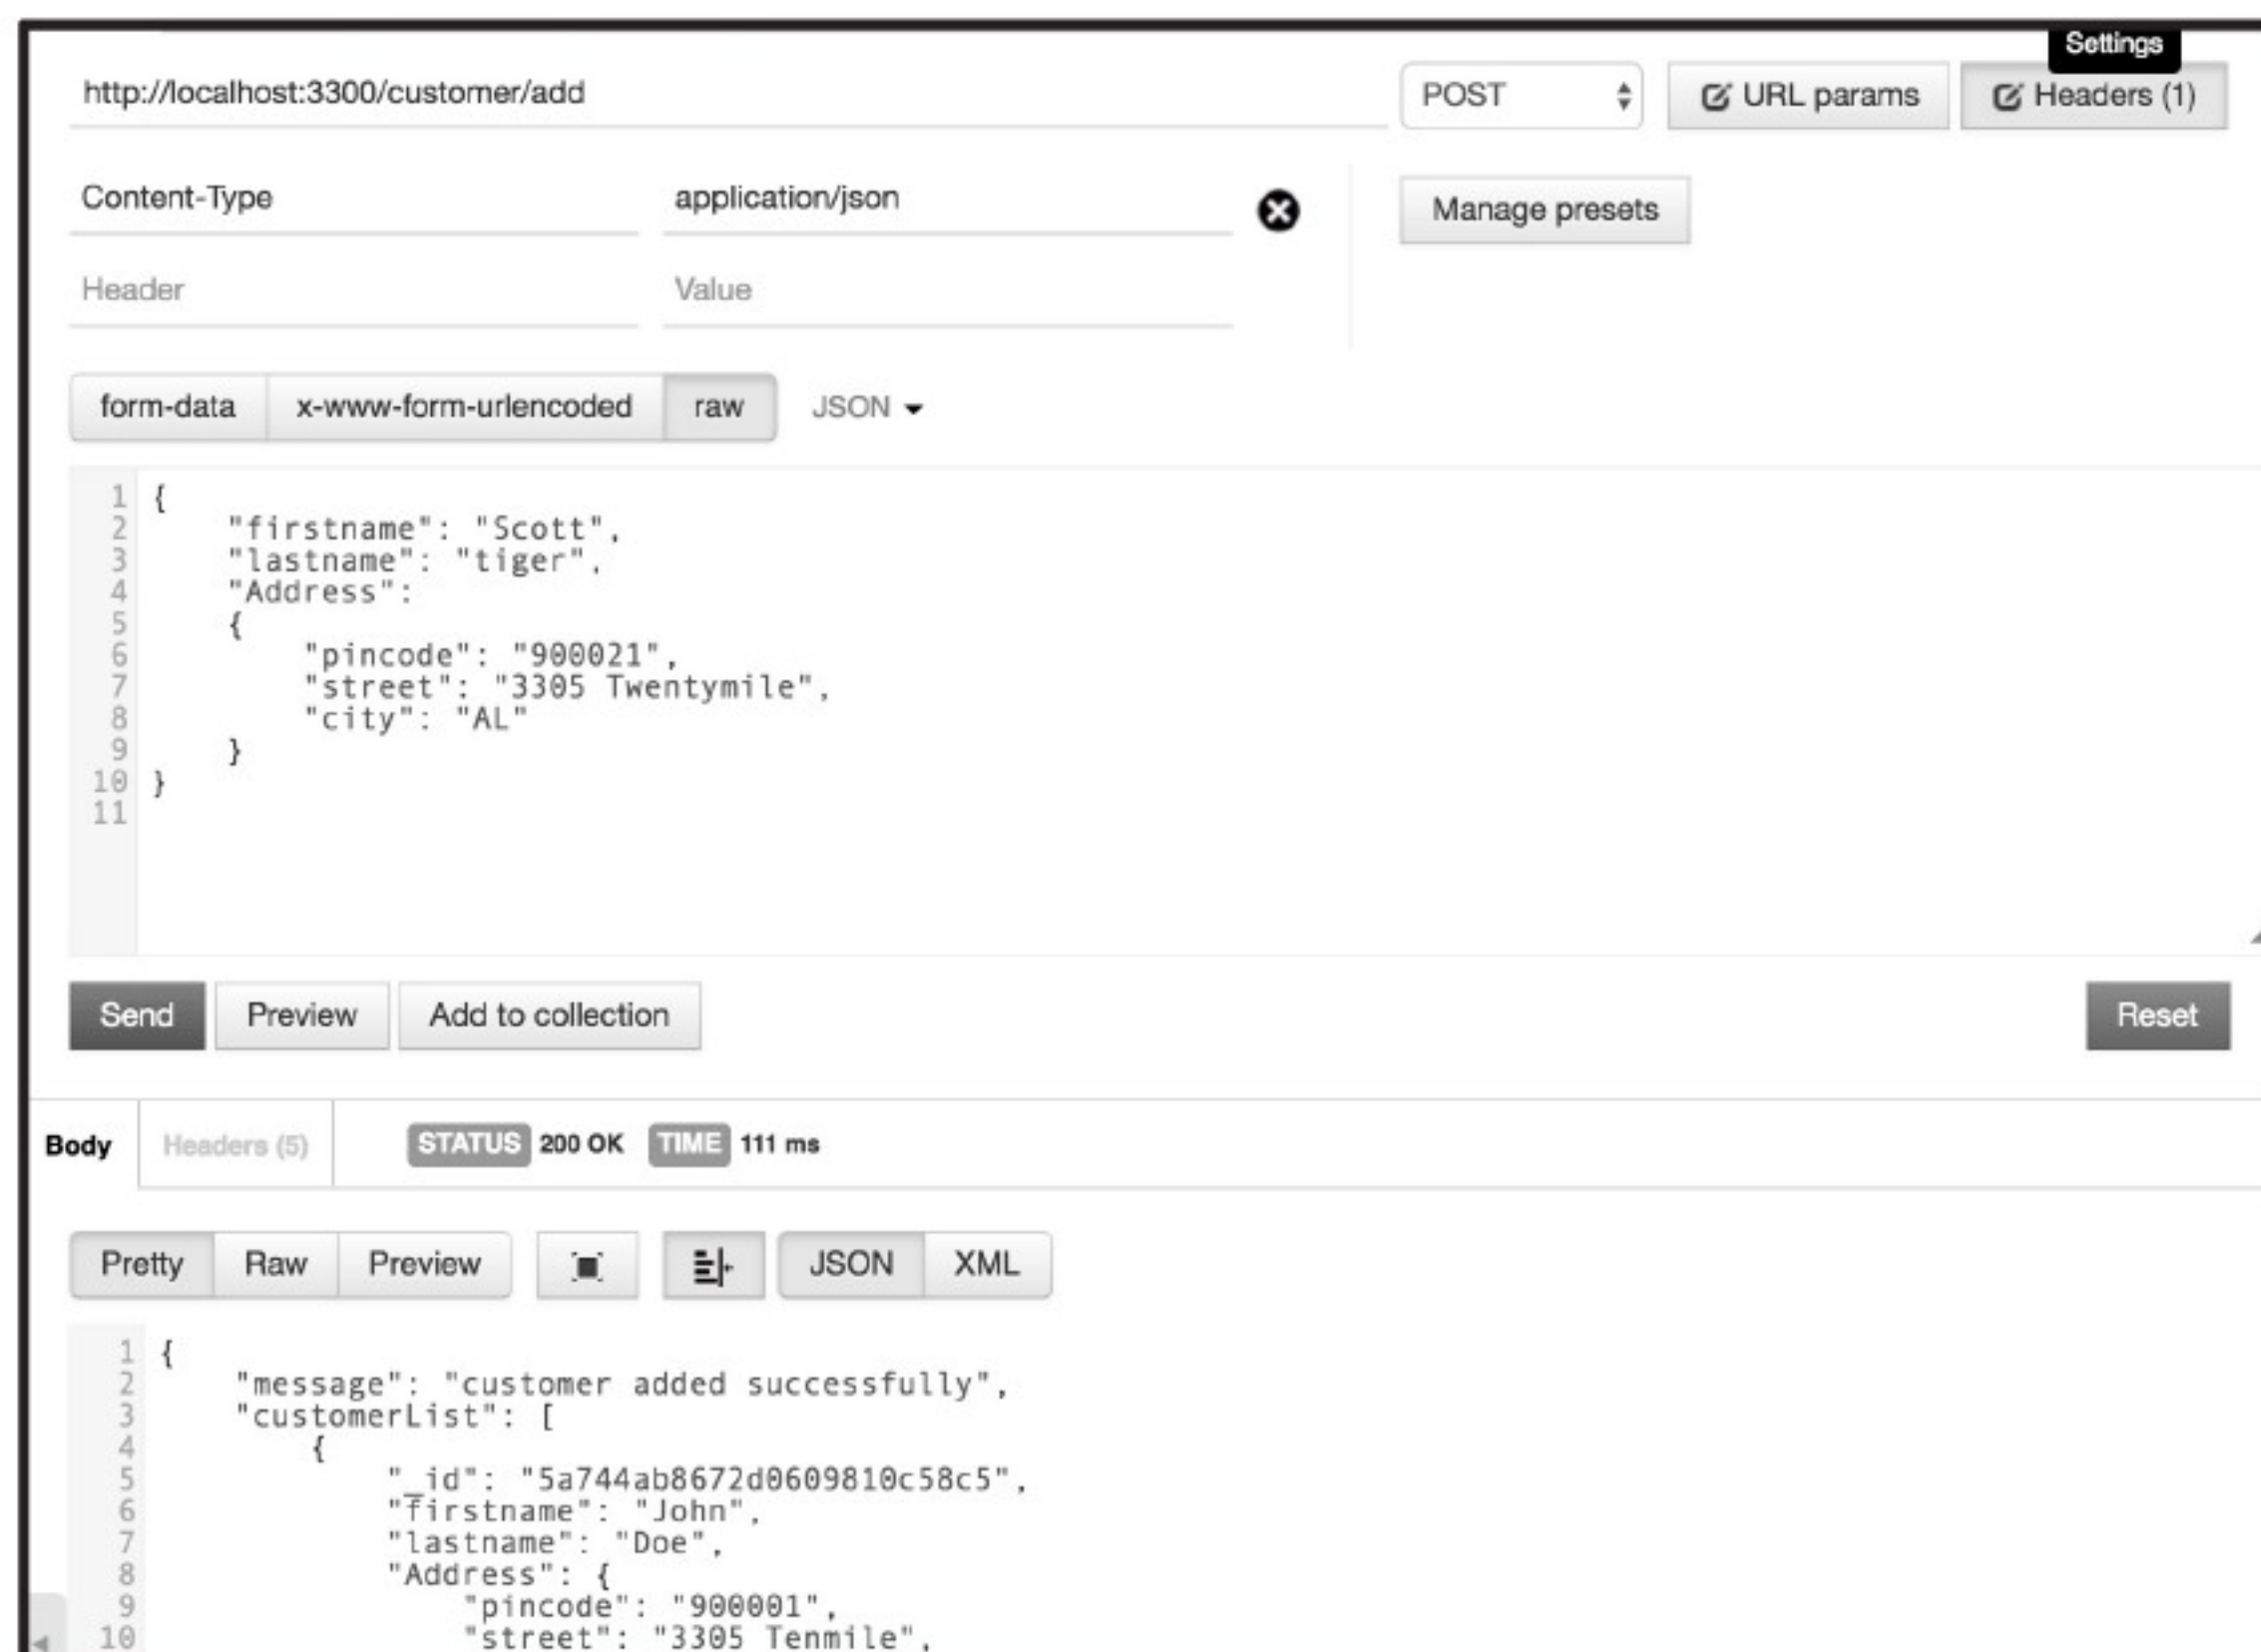 Settings
http://localhost:3300/customer/add POST URL params Headers (1)
Content-Type application/json Manage presets
Header Value
form-data x-www-form-urlencoded raw JSON
1 {
2 "firstname": "Scott",
3 "lastname": "tiger",
4 "Address":
5 {
6 "pincode": "900021",
7 "street": "3305 Twentymile",
8 "city": "AL"
9 }
10 }
11
Send Preview Add to collection Reset
Body Headers (5) STATUS 200 OK TIME 111 ms
Pretty Raw Preview JSON XML
1 {
2 "message": "customer added successfully",
3 "customerList": [
4 {
5 "_id": "5a744ab8672d0609810c58c5",
6 "firstname": "John",
7 "lastname": "Doe",
8 "Address": {
9 "pincode": "900001",
10 "street": "3305 Tenmile",